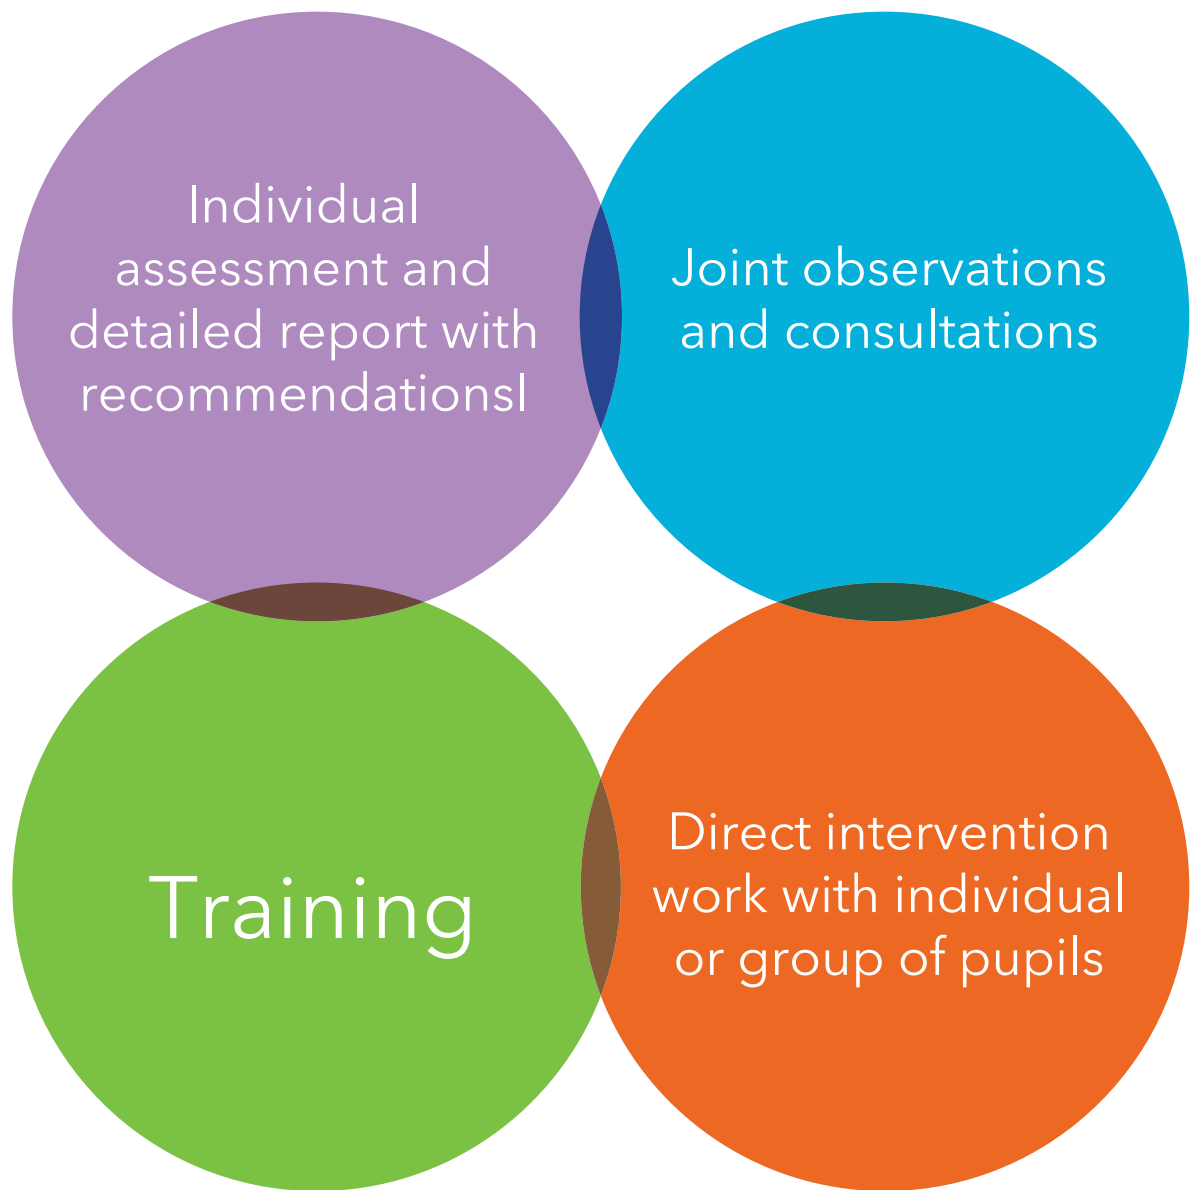 Individual
assessment and
detailed report with
recommendationsl
Joint observations
and consultations
Training
Direct intervention
work with individual
or group of pupils